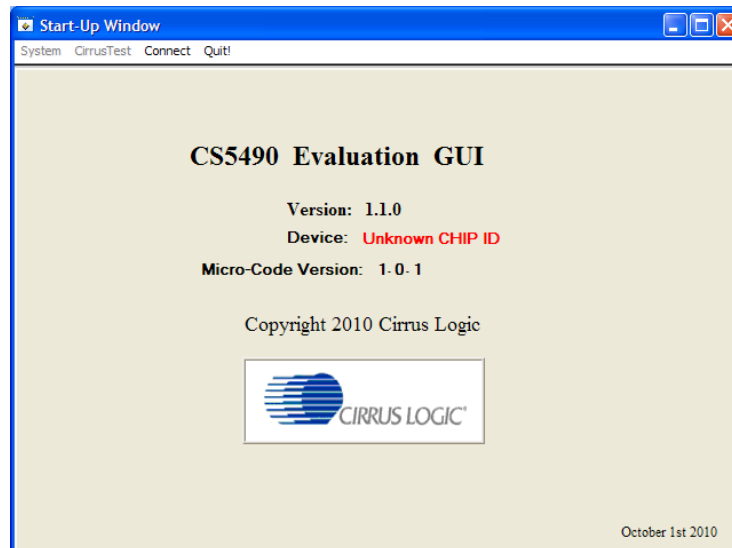 Start-Up Window
System CirrusTest Connect Quit!
CS5490 Evaluation GUI
Version: 1.1.0
Device: Unknown CHIP ID
Micro-Code Version: 1. 0. 1
Copyright 2010 Cirrus Logic
CIRRUS LOGIC®
October 1st 2010